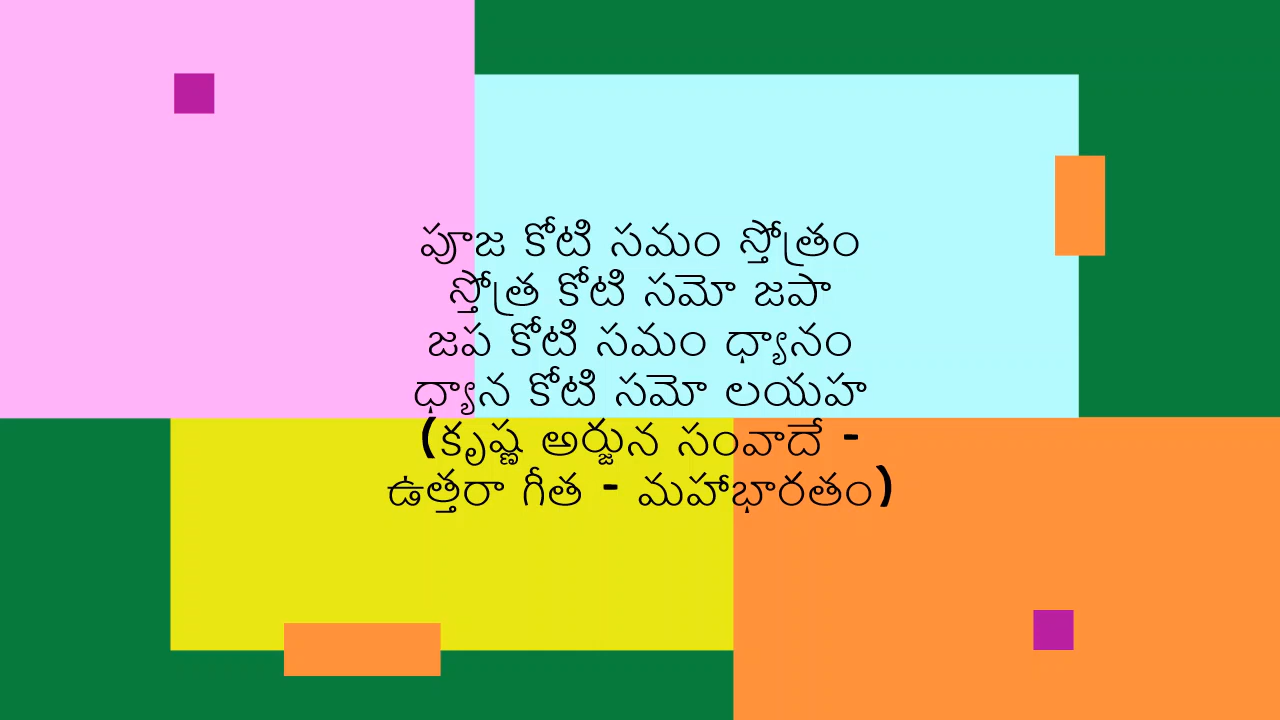 పూజ కోటి సమం స్తోత్రం
స్తోత్ర కోటి సమో జపా
జప కోటి సమం ధ్యానం
ధ్యాన కోటి సమో లయహ
(కృష్ణ అర్జున సంవాదే -
ఉత్తరా గీత - మహాభారతం)